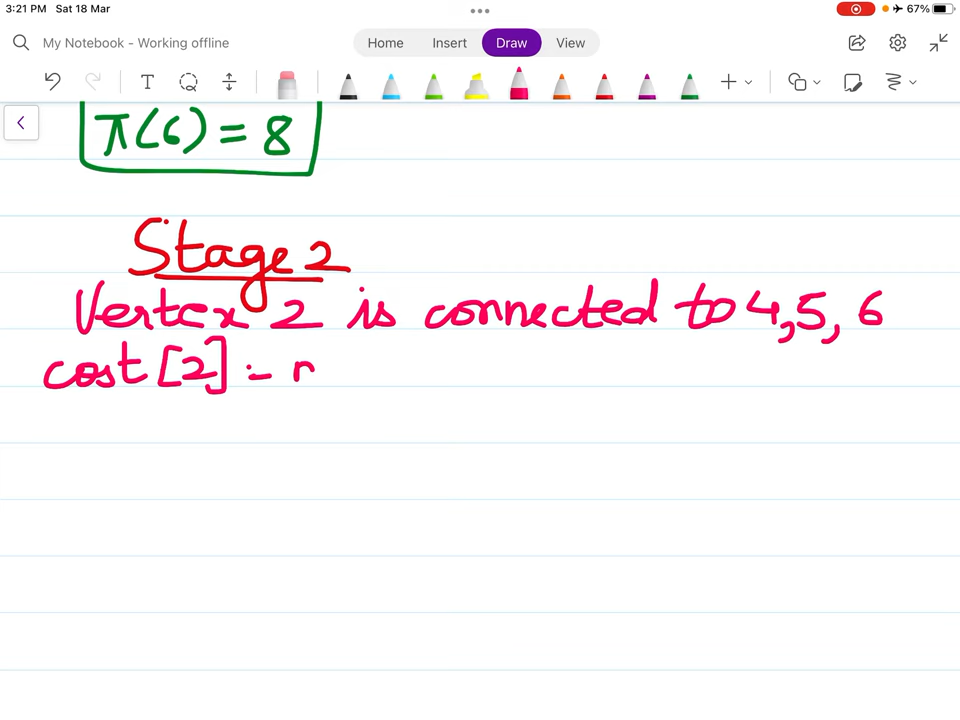 3:21 PM Sat 18 Mar 67%
My Notebook - Working offline Home Insert Draw View
π(6) = 8
Stage 2
Vertex 2 is connected to 4, 5, 6
cost [2] = r